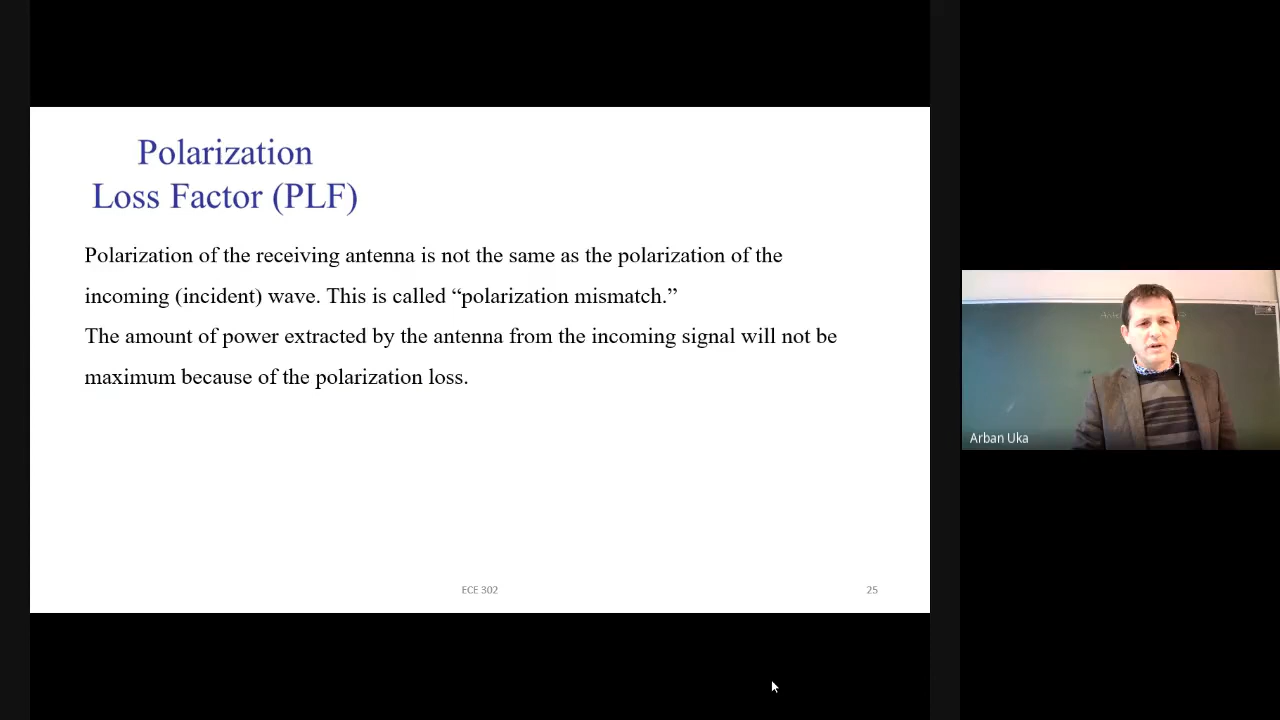 Polarization
Loss Factor (PLF)
Polarization of the receiving antenna is not the same as the polarization of the
incoming (incident) wave. This is called “polarization mismatch.”
The amount of power extracted by the antenna from the incoming signal will not be
maximum because of the polarization loss.
ECE 302
25
Arban Uka